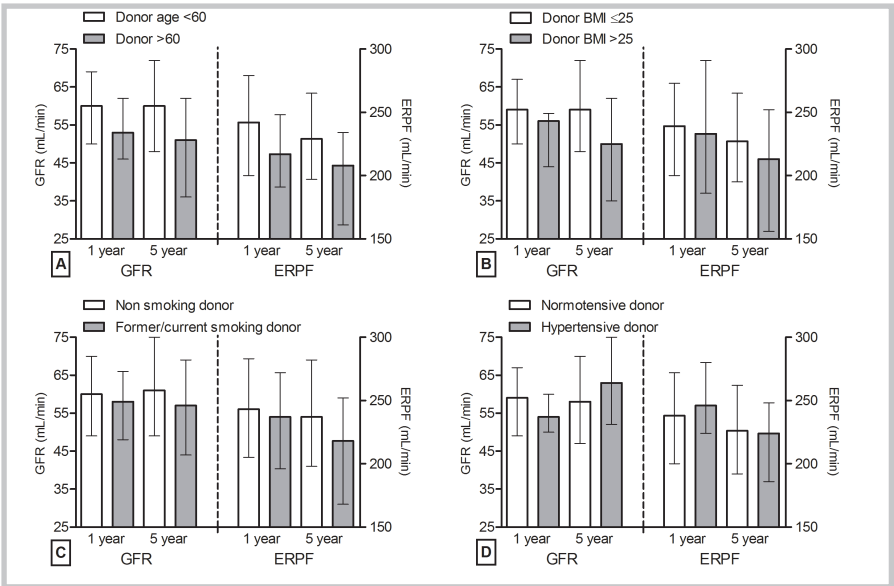 Donor age <60
Donor >60
75
65
55
45
35
25
GFR (mL/min)
300
250
200
150
ERPF (mL/min)
1 year 5 year 1 year 5 year
GFR ERPF
A
Donor BMI ≤25
Donor BMI >25
75
65
55
45
35
25
GFR (mL/min)
300
250
200
150
ERPF (mL/min)
1 year 5 year 1 year 5 year
GFR ERPF
B
Non smoking donor
Former/current smoking donor
75
65
55
45
35
25
GFR (mL/min)
300
250
200
150
ERPF (mL/min)
1 year 5 year 1 year 5 year
GFR ERPF
C
Normotensive donor
Hypertensive donor
75
65
55
45
35
25
GFR (mL/min)
300
250
200
150
ERPF (mL/min)
1 year 5 year 1 year 5 year
GFR ERPF
D